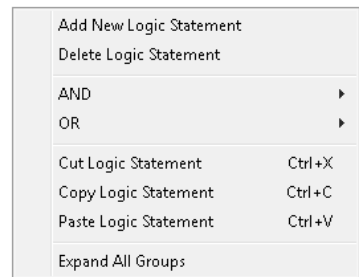 Add New Logic Statement
Delete Logic Statement
AND
OR
Cut Logic Statement Ctrl+X
Copy Logic Statement Ctrl+C
Paste Logic Statement Ctrl+V
Expand All Groups